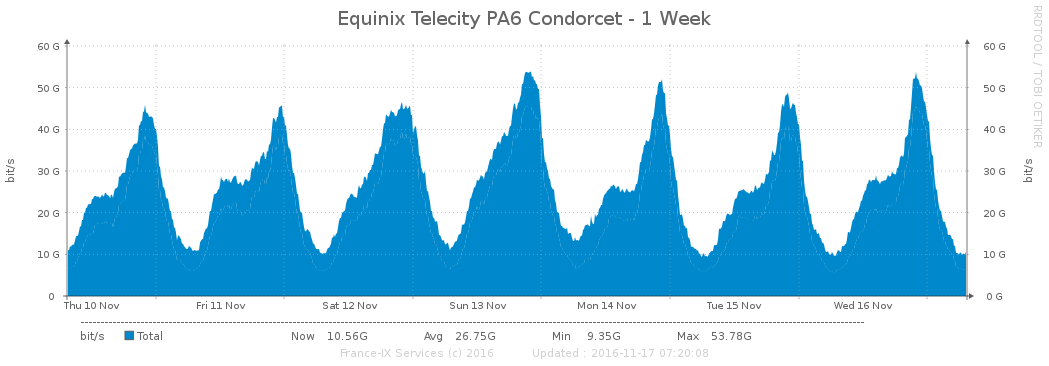 Equinix Telecity PA6 Condorcet - 1 Week
RRDTOOL / TOBI OETIKER
bit/s
60 G
50 G
40 G
30 G
20 G
10 G
0
60 G
50 G
40 G
30 G
20 G
10 G
0 G
bit/s
Thu 10 Nov Fri 11 Nov Sat 12 Nov Sun 13 Nov Mon 14 Nov Tue 15 Nov Wed 16 Nov
bit/s Total Now 10.56G Avg 26.75G Min 9.35G Max 53.78G
France-IX Services (c) 2016 Updated : 2016-11-17 07:20:08